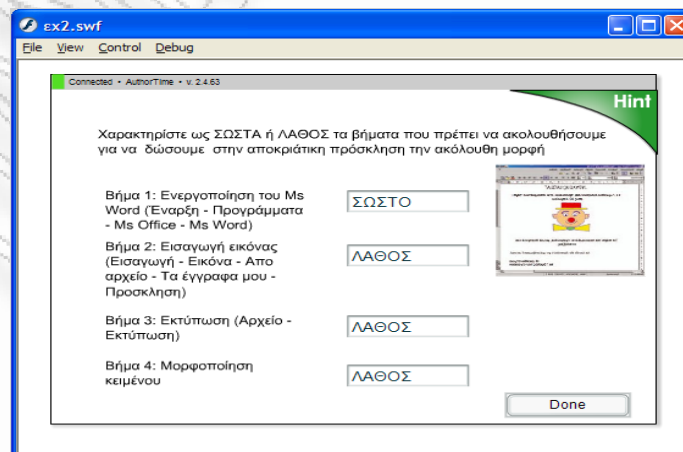 εx2.swf
File View Control Debug
Connected • AuthorTime • v. 2.4.63
Hint
Χαρακτηρίστε ως ΣΩΣΤΑ ή ΛΑΘΟΣ τα βήματα που πρέπει να ακολουθήσουμε
για να δώσουμε στην αποκριάτικη πρόσκληση την ακόλουθη μορφή
Βήμα 1: Ενεργοποίηση του Ms
Word (Έναρξη - Προγράμματα
- Ms Office - Ms Word)
ΣΩΣΤΟ
Βήμα 2: Εισαγωγή εικόνας
(Εισαγωγή - Εικόνα - Απο
αρχείο - Τα έγγραφα μου -
Προσκληση)
ΛΑΘΟΣ
Βήμα 3: Εκτύπωση (Αρχείο -
Εκτύπωση)
ΛΑΘΟΣ
Βήμα 4: Μορφοποίηση
κειμένου
ΛΑΘΟΣ
Done